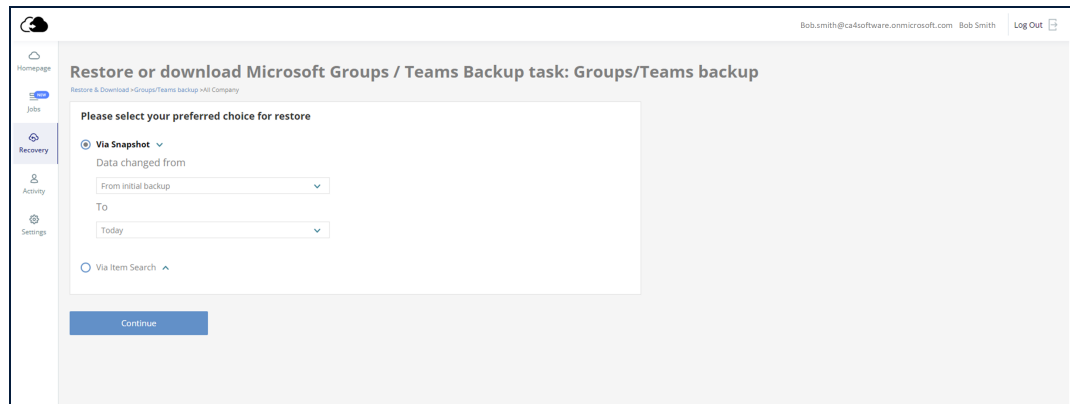 Bob.smith@ca4software.onmicrosoft.com Bob Smith Log Out
Homepage
NEW
Jobs
Recovery
Activity
Settings
Restore or download Microsoft Groups / Teams Backup task: Groups/Teams backup
Restore & Download >Groups/Teams backup >All Company
Please select your preferred choice for restore
Via Snapshot
Data changed from
From initial backup
To
Today
Via Item Search
Continue